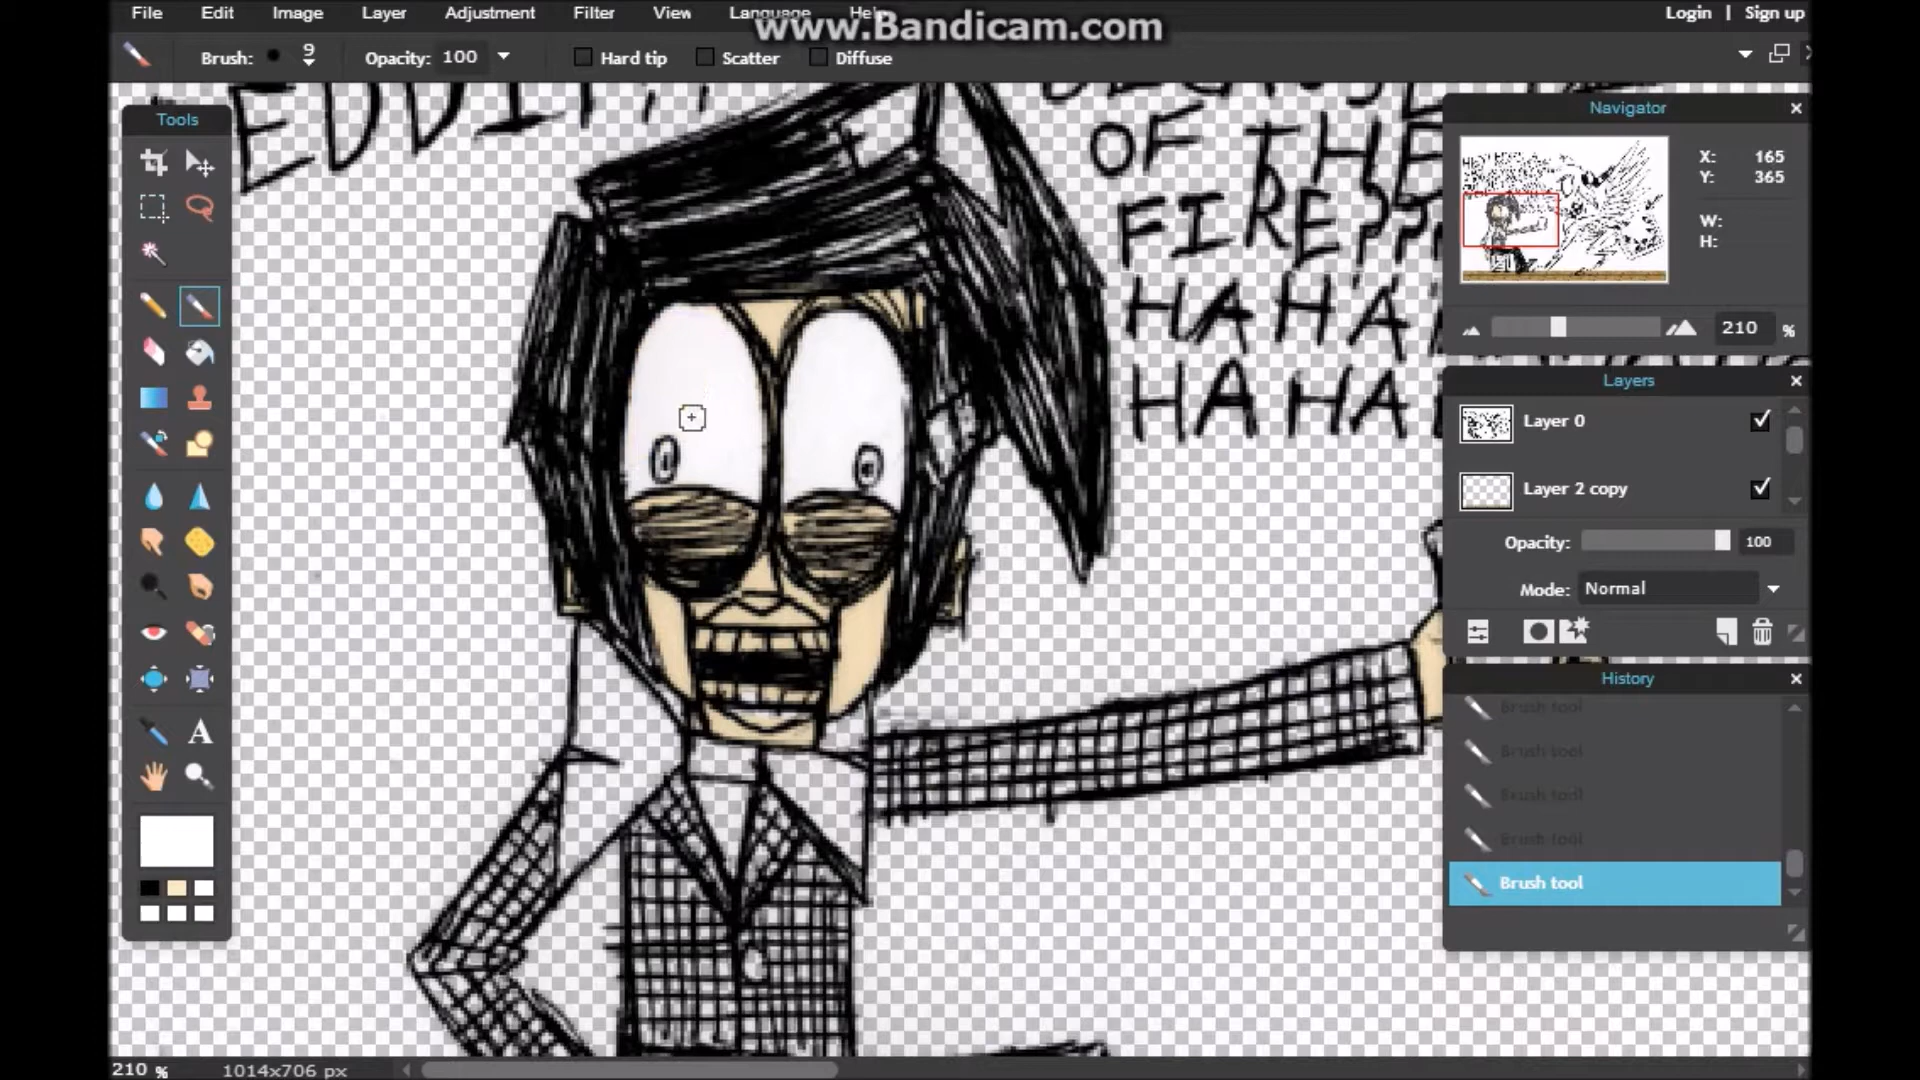 File Edit Image Layer Adjustment Filter View Language Help Login | Sign up
www.Bandicam.com
Brush: 9 Opacity: 100 Hard tip Scatter Diffuse
Tools
EDDIE??
BECAUSE
OF THE
FIRE???
HA HA
HA HA
Navigator
X: 165
Y: 365
W:
H:
210 %
Layers
Layer 0
Layer 2 copy
Opacity: 100
Mode: Normal
History
Brush tool
Brush tool
Brush tool
Brush tool
Brush tool
A
210 % 1014x706 px